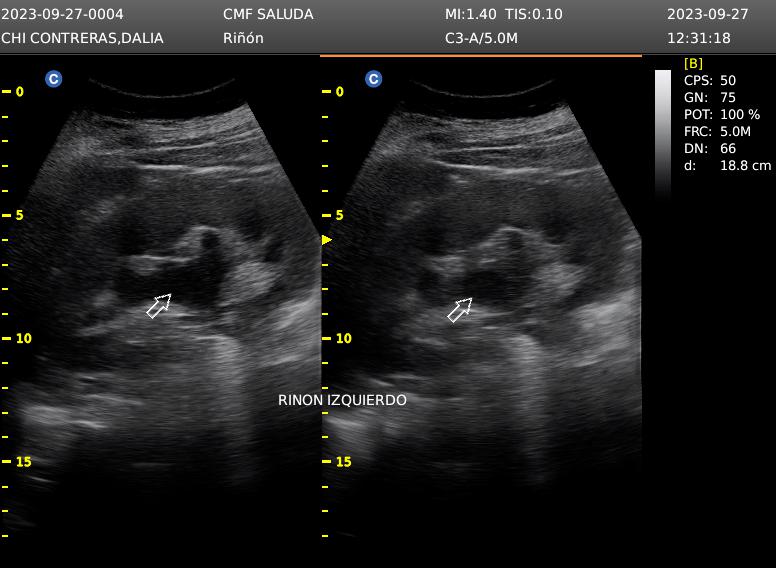 2023-09-27-0004 CMF SALUDA MI:1.40 TIS:0.10 2023-09-27
CHI CONTRERAS,DALIA Riñón C3-A/5.0M 12:31:18
[B]
CPS: 50
GN: 75
POT: 100 %
FRC: 5.0M
DN: 66
d: 18.8 cm
C
0
5
10
15
C
0
5
10
15
RINON IZQUIERDO